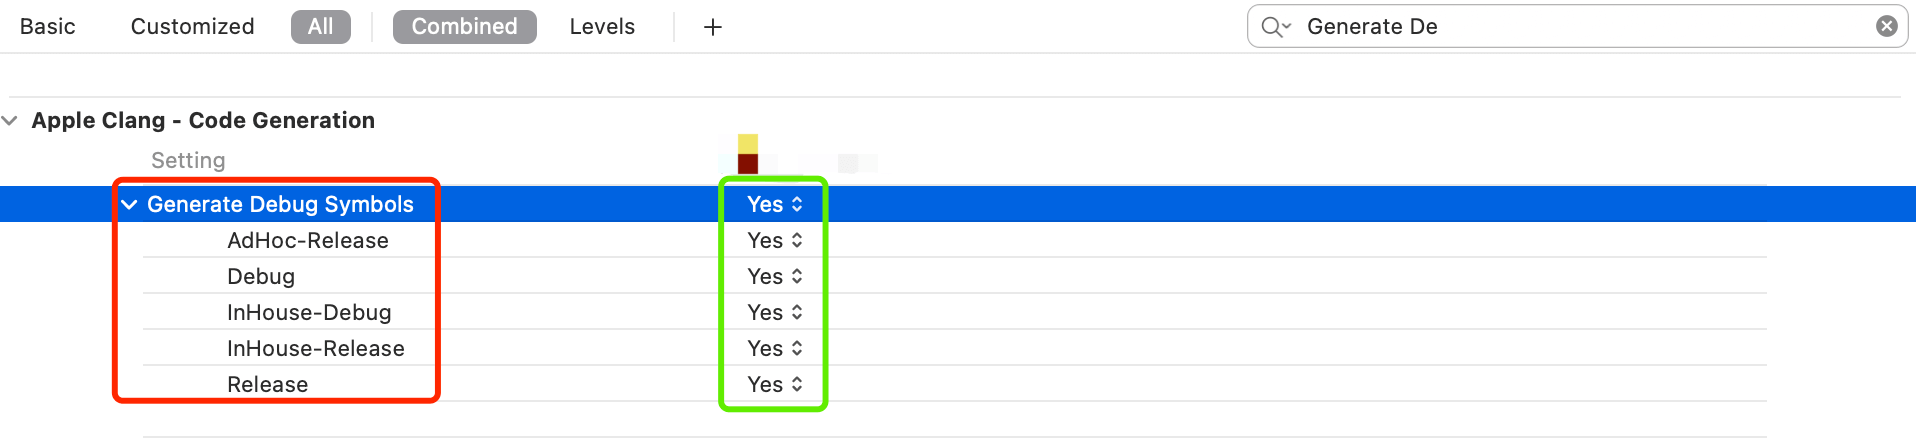 Basic Customized All Combined Levels + Generate De
Apple Clang - Code Generation
Setting
Generate Debug Symbols Yes
AdHoc-Release Yes
Debug Yes
InHouse-Debug Yes
InHouse-Release Yes
Release Yes